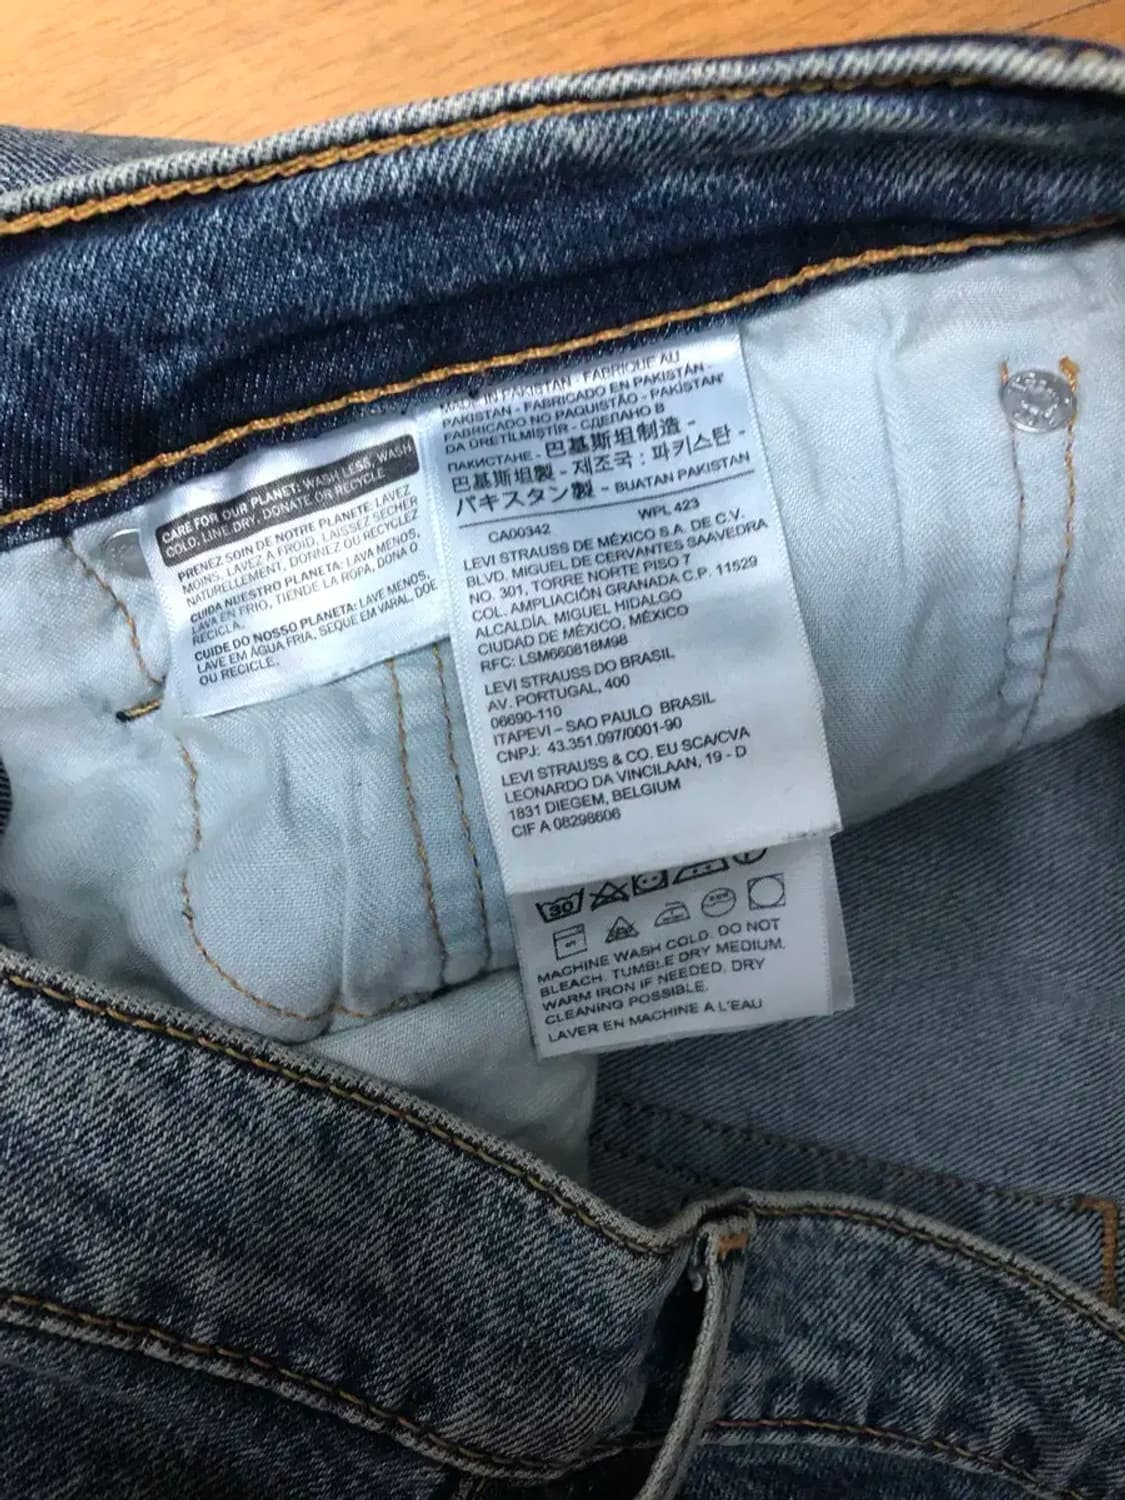 CARE FOR OUR PLANET: WASH LESS, WASH
COLD, LINE DRY, DONATE OR RECYCLE
PRENEZ SOIN DE NOTRE PLANETE: LAVEZ
MOINS, LAVEZ A FROID, LAISSEZ SECHER
NATURELLEMENT, DONNEZ OU RECYCLEZ
CUIDA NUESTRO PLANETA: LAVA MENOS,
LAVA EN FRIO, TIENDE LA ROPA, DONA O
RECICLA.
CUIDE DO NOSSO PLANETA: LAVE MENOS,
LAVE EM ÁGUA FRIA, SEQUE EM VARAL, DOE
OU RECICLE.
MADE IN PAKISTAN - FABRIQUE AU
PAKISTAN - FABRICADO EN PAKISTÁN -
FABRICADO NO PAQUISTÃO - PAKİSTAN'
DA ÜRETİLMİŞTİR - СДЕЛАНО В
ПАКИСТАНЕ - 巴基斯坦制造 -
巴基斯坦製 - 제조국 : 파키스탄 -
パキスタン製 - BUATAN PAKISTAN
CA00342 WPL 423
LEVI STRAUSS DE MÉXICO S.A. DE C.V.
BLVD. MIGUEL DE CERVANTES SAAVEDRA
NO. 301, TORRE NORTE PISO 7
COL. AMPLIACIÓN GRANADA C.P. 11529
ALCALDÍA. MIGUEL HIDALGO
CIUDAD DE MÉXICO, MÉXICO
RFC: LSM660818M98
LEVI STRAUSS DO BRASIL
AV. PORTUGAL, 400
06690-110
ITAPEVI – SAO PAULO BRASIL
CNPJ: 43.351.097/0001-90
LEVI STRAUSS & CO. EU SCA/CVA
LEONARDO DA VINCILAAN, 19 - D
1831 DIEGEM, BELGIUM
CIF A 08298606
30
MACHINE WASH COLD. DO NOT
BLEACH. TUMBLE DRY MEDIUM.
WARM IRON IF NEEDED. DRY
CLEANING POSSIBLE.
LAVER EN MACHINE A L'EAU